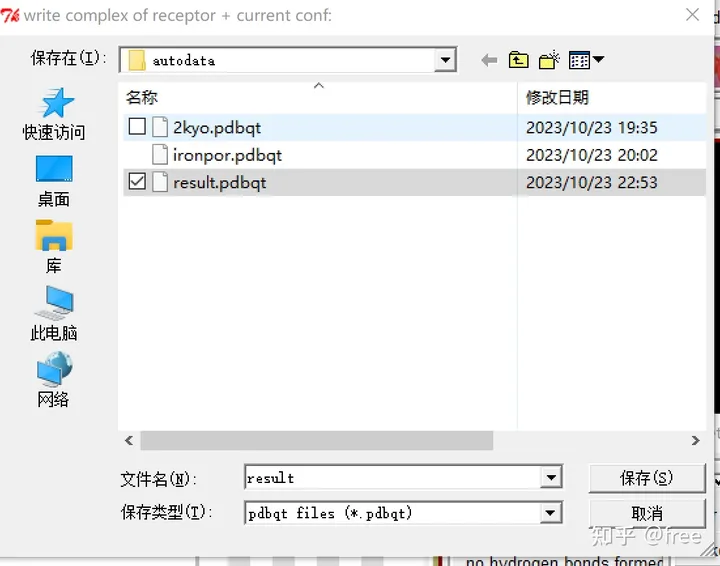 write complex of receptor + current conf:
保存在(I):
autodata
名称
修改日期
2kyo.pdbqt
2023/10/23 19:35
ironpor.pdbqt
2023/10/23 20:02
result.pdbqt
2023/10/23 22:53
快速访问
桌面
库
此电脑
网络
文件名(N):
result
保存(S)
保存类型(T):
pdbqt files (*.pdbqt)
取消
知乎 @free
no hydrogen bonds formed